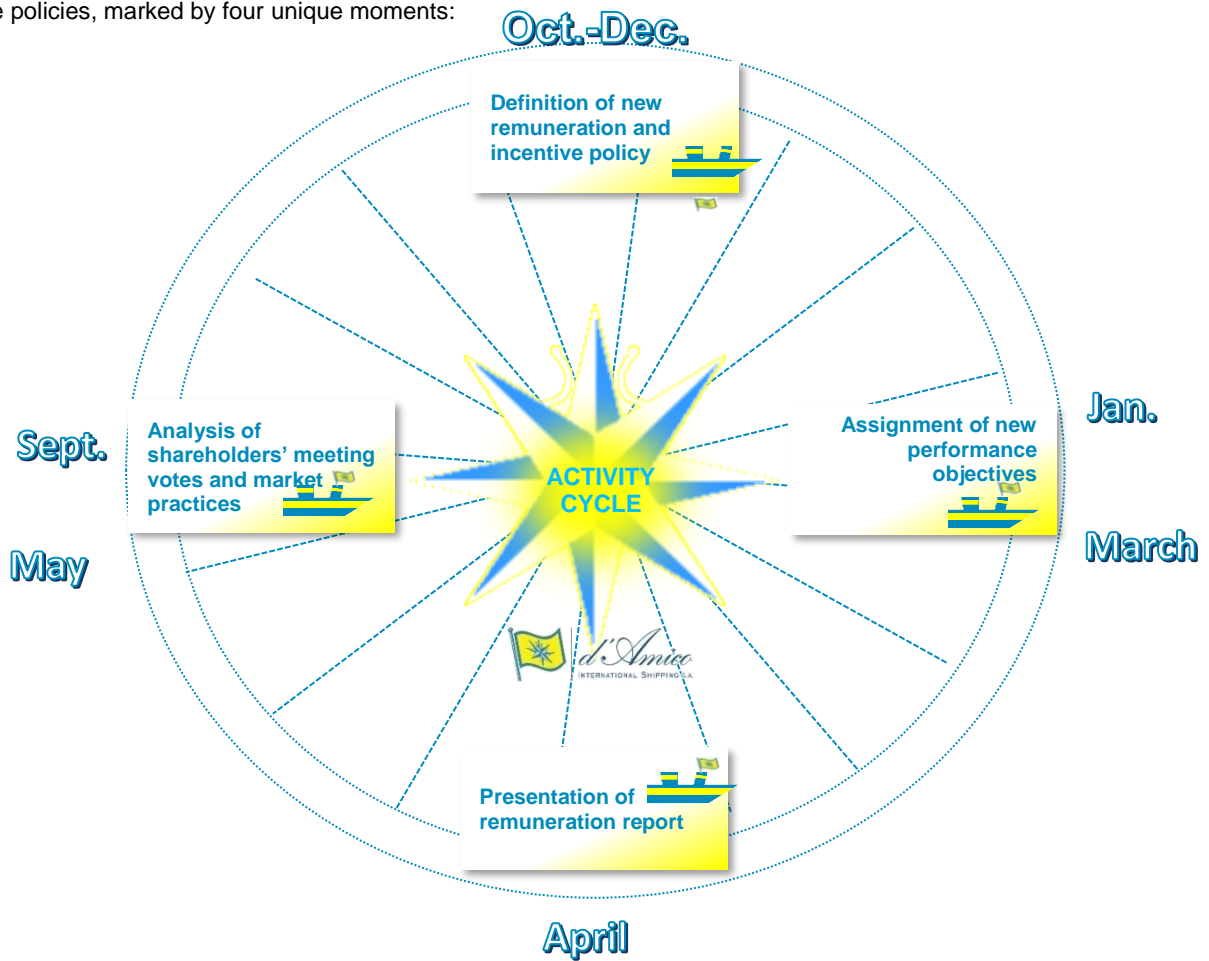 e policies, marked by four unique moments:
Oct.-Dec.
Definition of new
remuneration and
incentive policy
Jan.
Assignment of new
performance
objectives
March
Sept.
Analysis of
shareholders' meeting
votes and market
practices
May
ACTIVITY
CYCLE
d'Amico
INTERNATIONAL SHIPPING S.A.
Presentation of
remuneration report
April